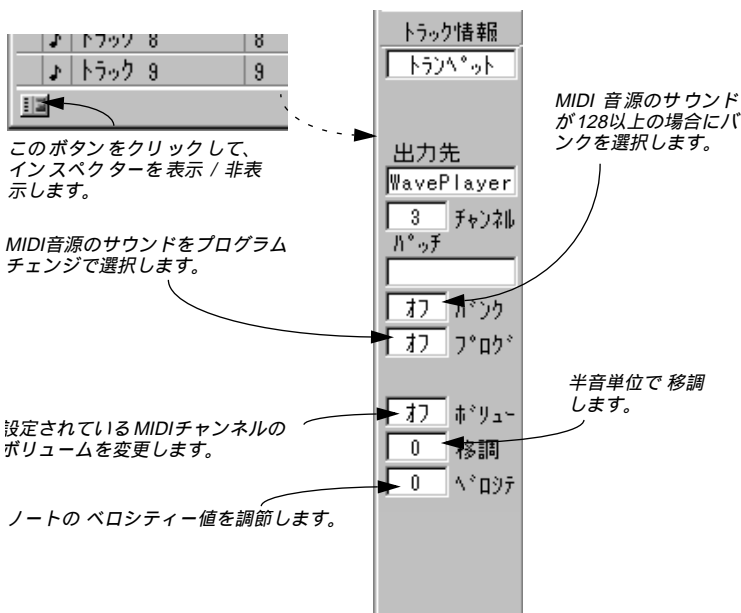 トラック 8 8
トラック 9 9
このボタンをクリックして、
インスペクターを表示 / 非表
示します。
MIDI音源のサウンドをプログラム
チェンジで選択します。
設定されているMIDIチャンネルの
ボリュームを変更します。
ノートの ベロシティー値を調節します。
トラック情報
トランペット
出力先
WavePlayer
3 チャンネル
パッチ
オフ バンク
オフ プログ
オフ ボリュー
0 移調
0 ベロシテ
MIDI 音源のサウンド
が128以上の場合にバ
ンクを選択します。
半音単位で 移調
します。